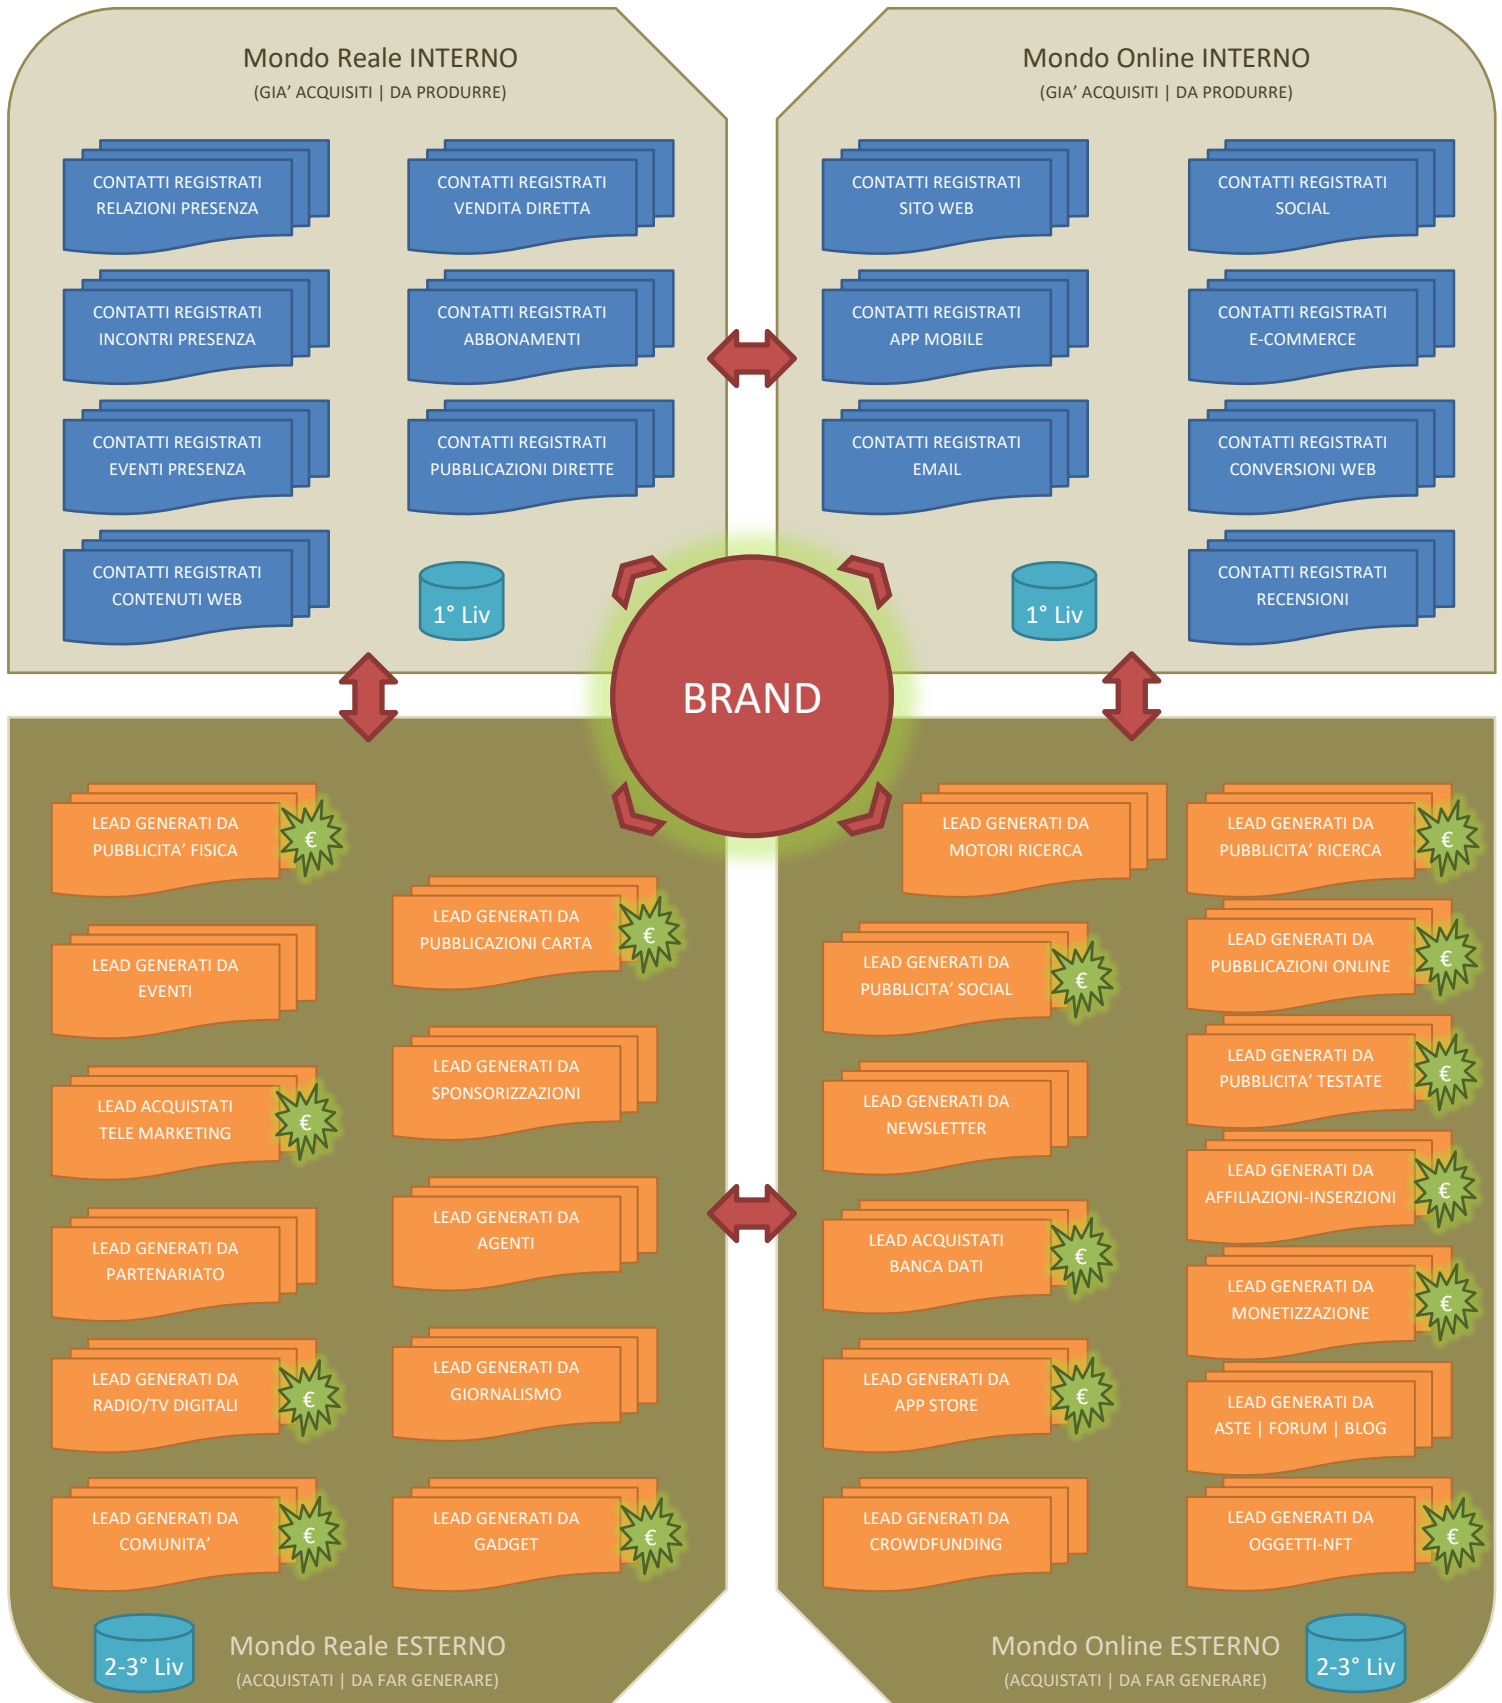 Mondo Reale INTERNO
(GIA’ ACQUISITI | DA PRODURRE)
CONTATTI REGISTRATI
RELAZIONI PRESENZA
CONTATTI REGISTRATI
VENDITA DIRETTA
CONTATTI REGISTRATI
INCONTRI PRESENZA
CONTATTI REGISTRATI
ABBONAMENTI
CONTATTI REGISTRATI
EVENTI PRESENZA
CONTATTI REGISTRATI
PUBBLICAZIONI DIRETTE
CONTATTI REGISTRATI
CONTENUTI WEB
1° Liv
Mondo Online INTERNO
(GIA’ ACQUISITI | DA PRODURRE)
CONTATTI REGISTRATI
SITO WEB
CONTATTI REGISTRATI
SOCIAL
CONTATTI REGISTRATI
APP MOBILE
CONTATTI REGISTRATI
E-COMMERCE
CONTATTI REGISTRATI
EMAIL
CONTATTI REGISTRATI
CONVERSIONI WEB
1° Liv
CONTATTI REGISTRATI
RECENSIONI
BRAND
LEAD GENERATI DA
PUBBLICITA’ FISICA
€
LEAD GENERATI DA
PUBBLICAZIONI CARTA
€
LEAD GENERATI DA
EVENTI
LEAD GENERATI DA
SPONSORIZZAZIONI
LEAD ACQUISTATI
TELE MARKETING
€
LEAD GENERATI DA
AGENTI
LEAD GENERATI DA
PARTENARIATO
LEAD GENERATI DA
GIORNALISMO
LEAD GENERATI DA
RADIO/TV DIGITALI
€
LEAD GENERATI DA
COMUNITA’
€
LEAD GENERATI DA
GADGET
€
2-3° Liv
Mondo Reale ESTERNO
(ACQUISTATI | DA FAR GENERARE)
LEAD GENERATI DA
MOTORI RICERCA
LEAD GENERATI DA
PUBBLICITA’ RICERCA
€
LEAD GENERATI DA
PUBBLICITA’ SOCIAL
€
LEAD GENERATI DA
PUBBLICAZIONI ONLINE
€
LEAD GENERATI DA
PUBBLICITA’ TESTATE
€
LEAD GENERATI DA
NEWSLETTER
LEAD GENERATI DA
AFFILIAZIONI-INSERZIONI
€
LEAD ACQUISTATI
BANCA DATI
€
LEAD GENERATI DA
MONETIZZAZIONE
€
LEAD GENERATI DA
APP STORE
€
LEAD GENERATI DA
ASTE | FORUM | BLOG
LEAD GENERATI DA
CROWDFUNDING
LEAD GENERATI DA
OGGETTI-NFT
€
Mondo Online ESTERNO
(ACQUISTATI | DA FAR GENERARE)
2-3° Liv